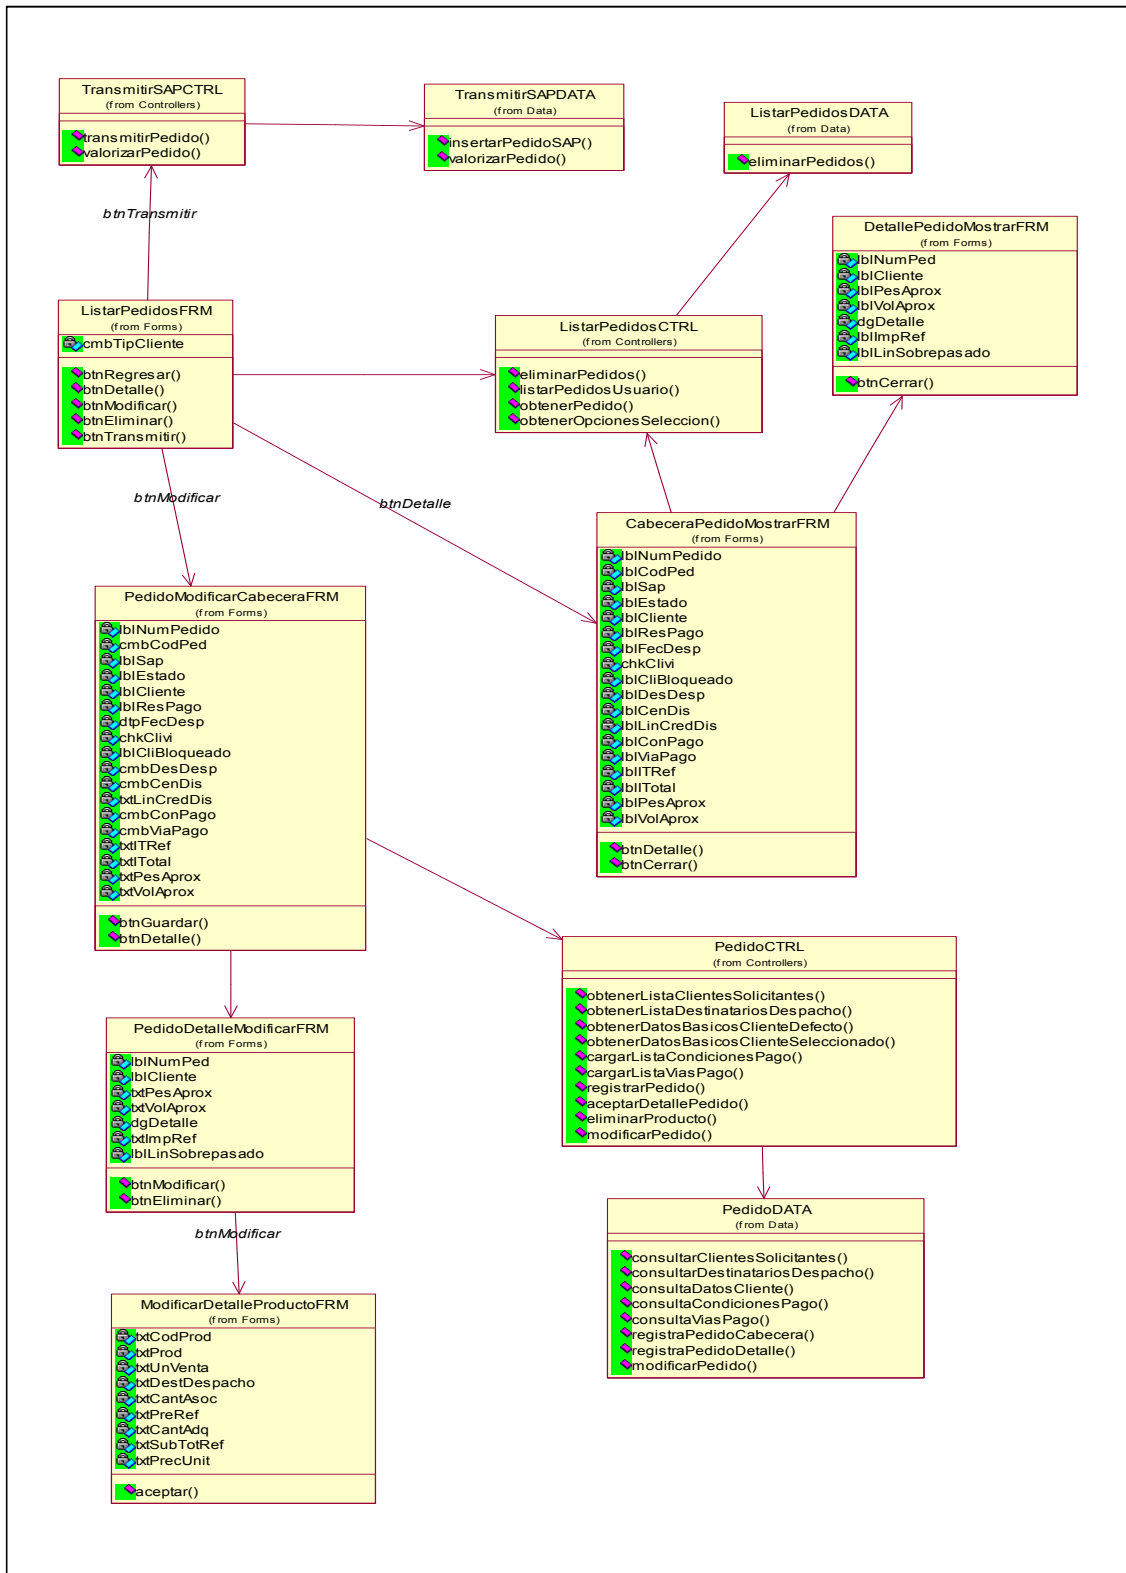 TransmitirSAPCTRL
(from Controllers)
transmitirPedido()
valorizarPedido()
TransmitirSAPDATA
(from Data)
insertarPedidoSAP()
valorizarPedido()
ListarPedidosDATA
(from Data)
eliminarPedidos()
btnTransmitir
DetallePedidoMostrarFRM
(from Forms)
lblNumPed
lblCliente
lblPesAprox
lblVolAprox
dgDetalle
lblImpRef
lblLinSobrepasado
btnCerrar()
ListarPedidosFRM
(from Forms)
cmbTipCliente
btnRegresar()
btnDetalle()
btnModificar()
btnEliminar()
btnTransmitir()
ListarPedidosCTRL
(from Controllers)
eliminarPedidos()
listarPedidosUsuario()
obtenerPedido()
obtenerOpcionesSeleccion()
btnModificar
btnDetalle
CabeceraPedidoMostrarFRM
(from Forms)
lblNumPedido
lblCodPed
lblSap
lblEstado
lblCliente
lblResPago
lblFecDesp
chkClivi
lblCliBloqueado
lblDesDesp
lblCenDis
lblLinCredDis
lblConPago
lblViaPago
lblITRef
lblITotal
lblPesAprox
lblVolAprox
btnDetalle()
btnCerrar()
PedidoModificarCabeceraFRM
(from Forms)
lblNumPedido
cmbCodPed
lblSap
lblEstado
lblCliente
lblResPago
dtpFecDesp
chkClivi
lblCliBloqueado
cmbDesDesp
cmbCenDis
txtLinCredDis
cmbConPago
cmbViaPago
txtITRef
txtITotal
txtPesAprox
txtVolAprox
btnGuardar()
btnDetalle()
PedidoCTRL
(from Controllers)
obtenerListaClientesSolicitantes()
obtenerListaDestinatariosDespacho()
obtenerDatosBasicosClienteDefecto()
obtenerDatosBasicosClienteSeleccionado()
cargarListaCondicionesPago()
cargarListaViasPago()
registrarPedido()
aceptarDetallePedido()
eliminarProducto()
modificarPedido()
PedidoDetalleModificarFRM
(from Forms)
lblNumPed
lblCliente
txtPesAprox
txtVolAprox
dgDetalle
txtImpRef
lblLinSobrepasado
btnModificar()
btnEliminar()
btnModificar
PedidoDATA
(from Data)
consultarClientesSolicitantes()
consultarDestinatariosDespacho()
consultaDatosCliente()
consultaCondicionesPago()
consultaViasPago()
registraPedidoCabecera()
registraPedidoDetalle()
modificarPedido()
ModificarDetalleProductoFRM
(from Forms)
txtCodProd
txtProd
txtUnVenta
txtDestDespacho
txtCantAsoc
txtPreRef
txtCantAdq
txtSubTotRef
txtPrecUnit
aceptar()